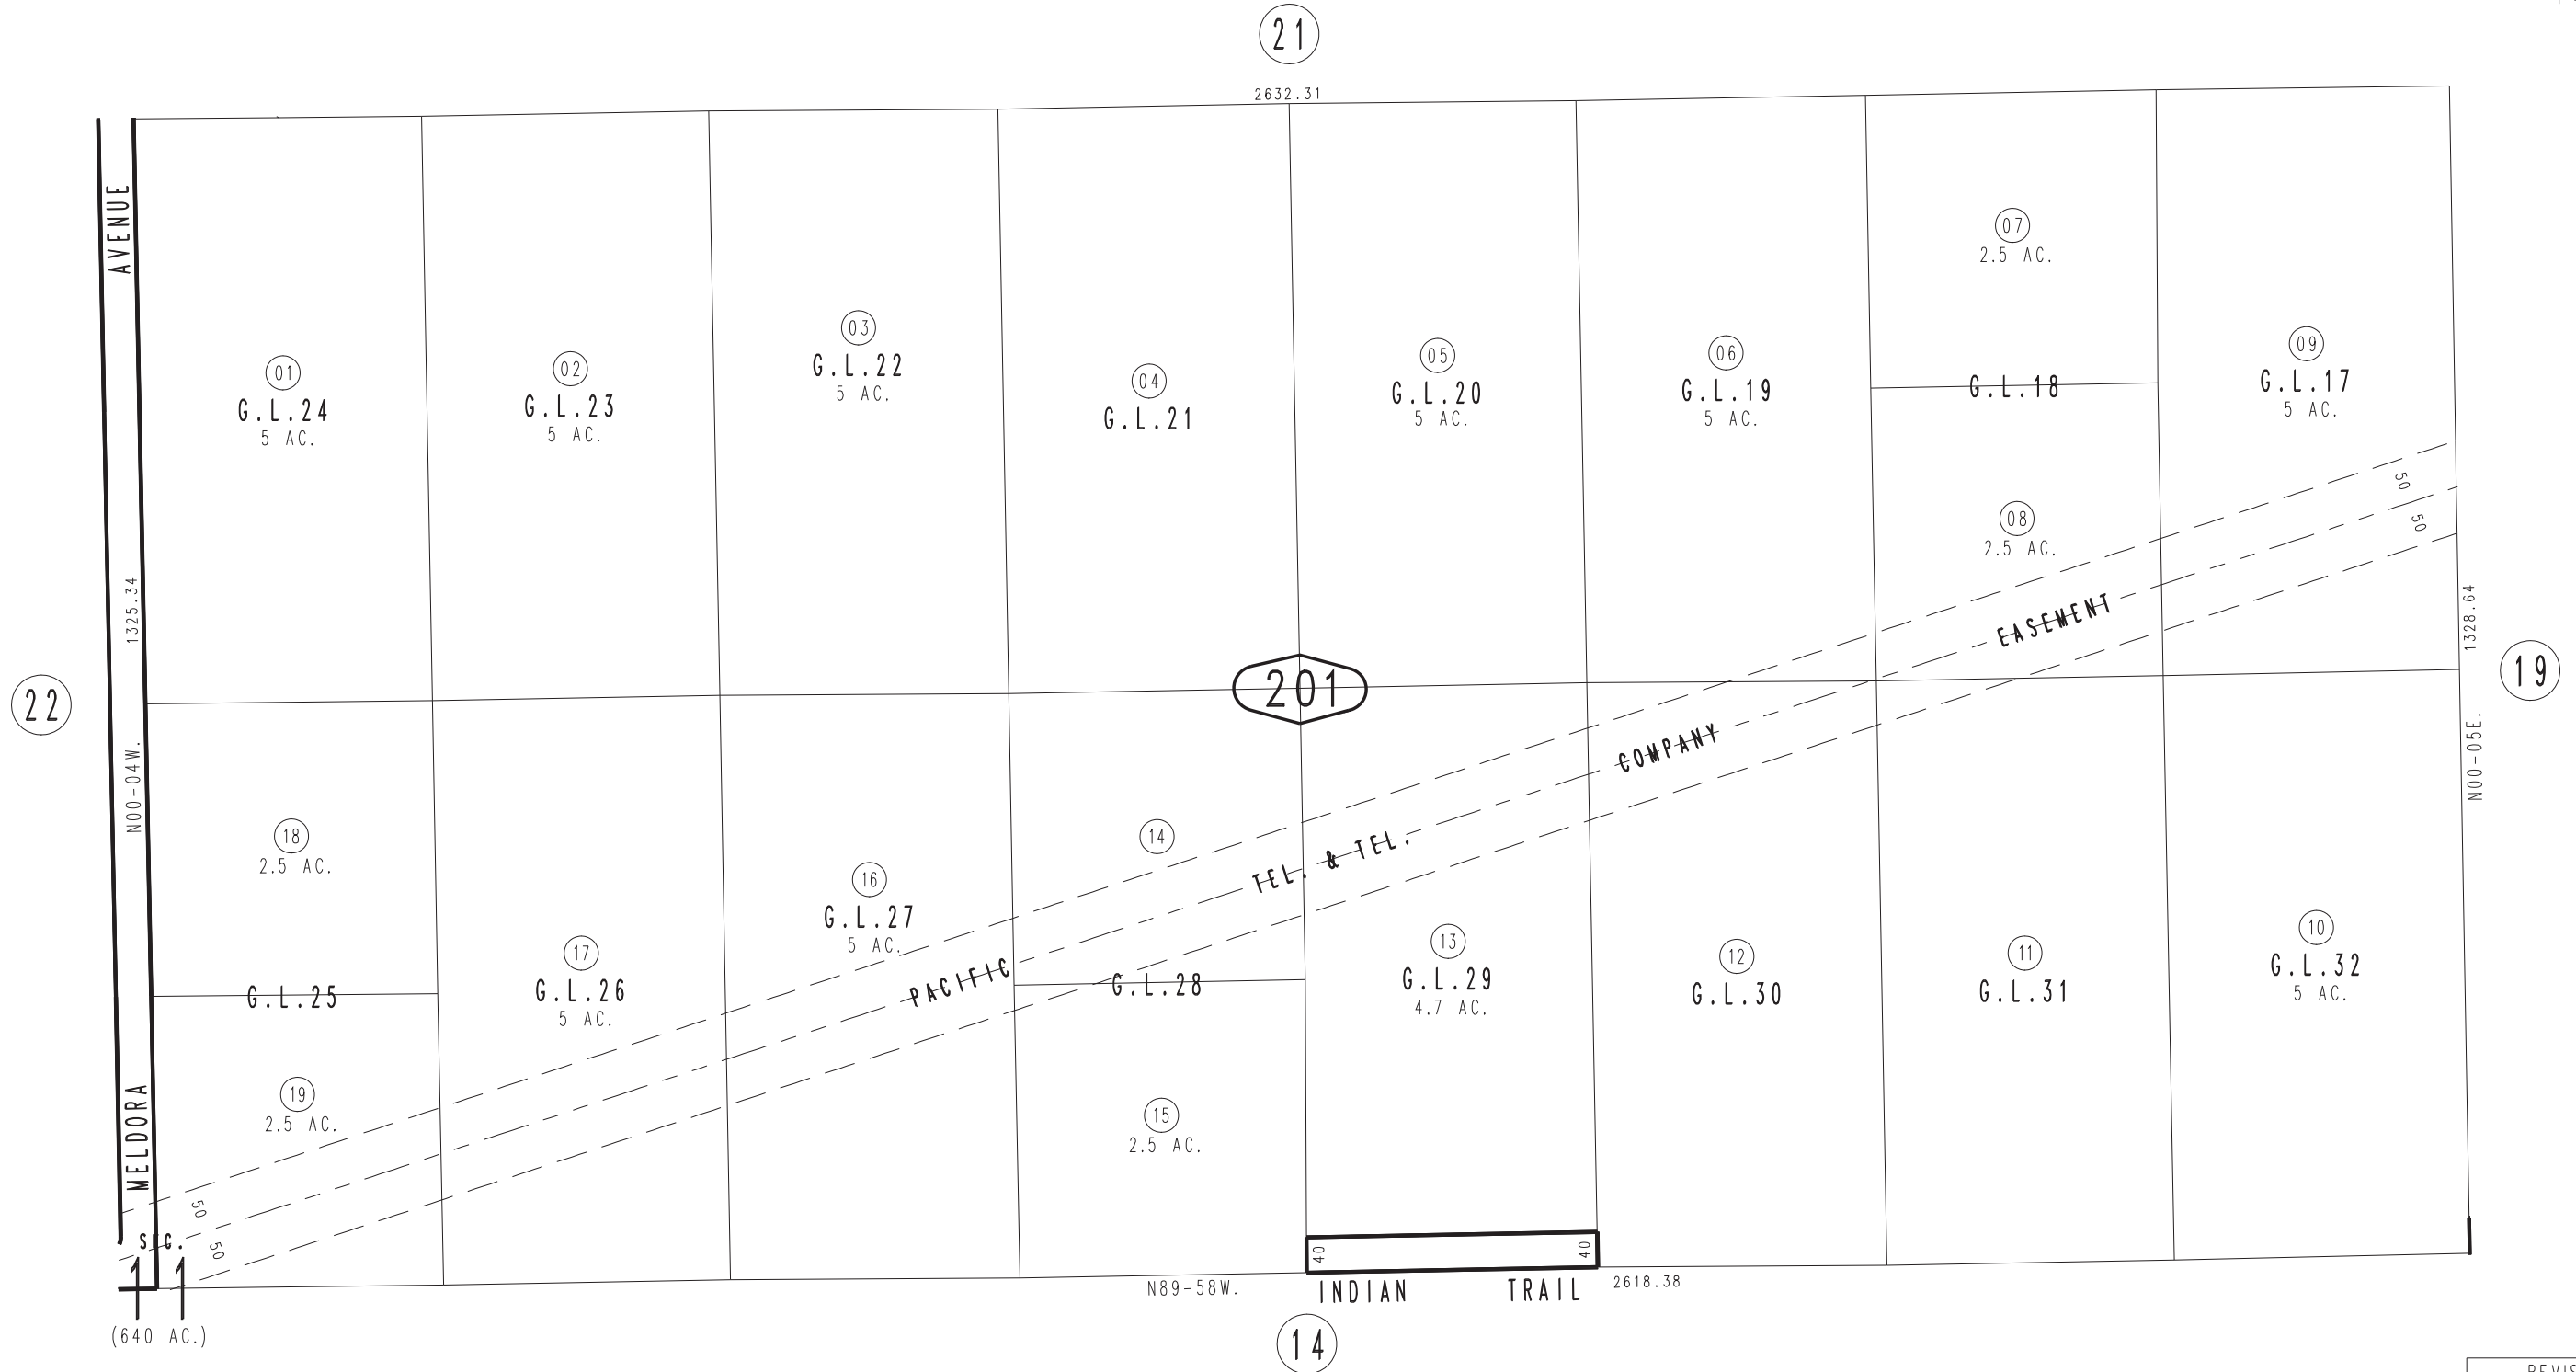 21
2632.31
AVENUE
07
2.5 AC.
03
G.L.22
5 AC.
09
G.L.17
5 AC.
06
G.L.19
5 AC.
05
G.L.20
5 AC.
02
G.L.23
5 AC.
01
G.L.24
5 AC.
04
G.L.21
G.L.18
50
50
08
2.5 AC.
1325.34
1328.64
EASEMENT
22
201
19
COMPANY
N00-04W.
N00-05E.
18
2.5 AC.
14
TEL. & TEL.
16
G.L.27
5 AC.
PACIFIC
10
G.L.32
5 AC.
13
G.L.29
4.7 AC.
17
G.L.26
5 AC.
12
G.L.30
11
G.L.31
G.L.25
G.L.28
19
2.5 AC.
15
2.5 AC.
MELDORA
50
50
SEC.
11
(640 AC.)
40
40
N89-58W.
INDIAN TRAIL
2618.38
14